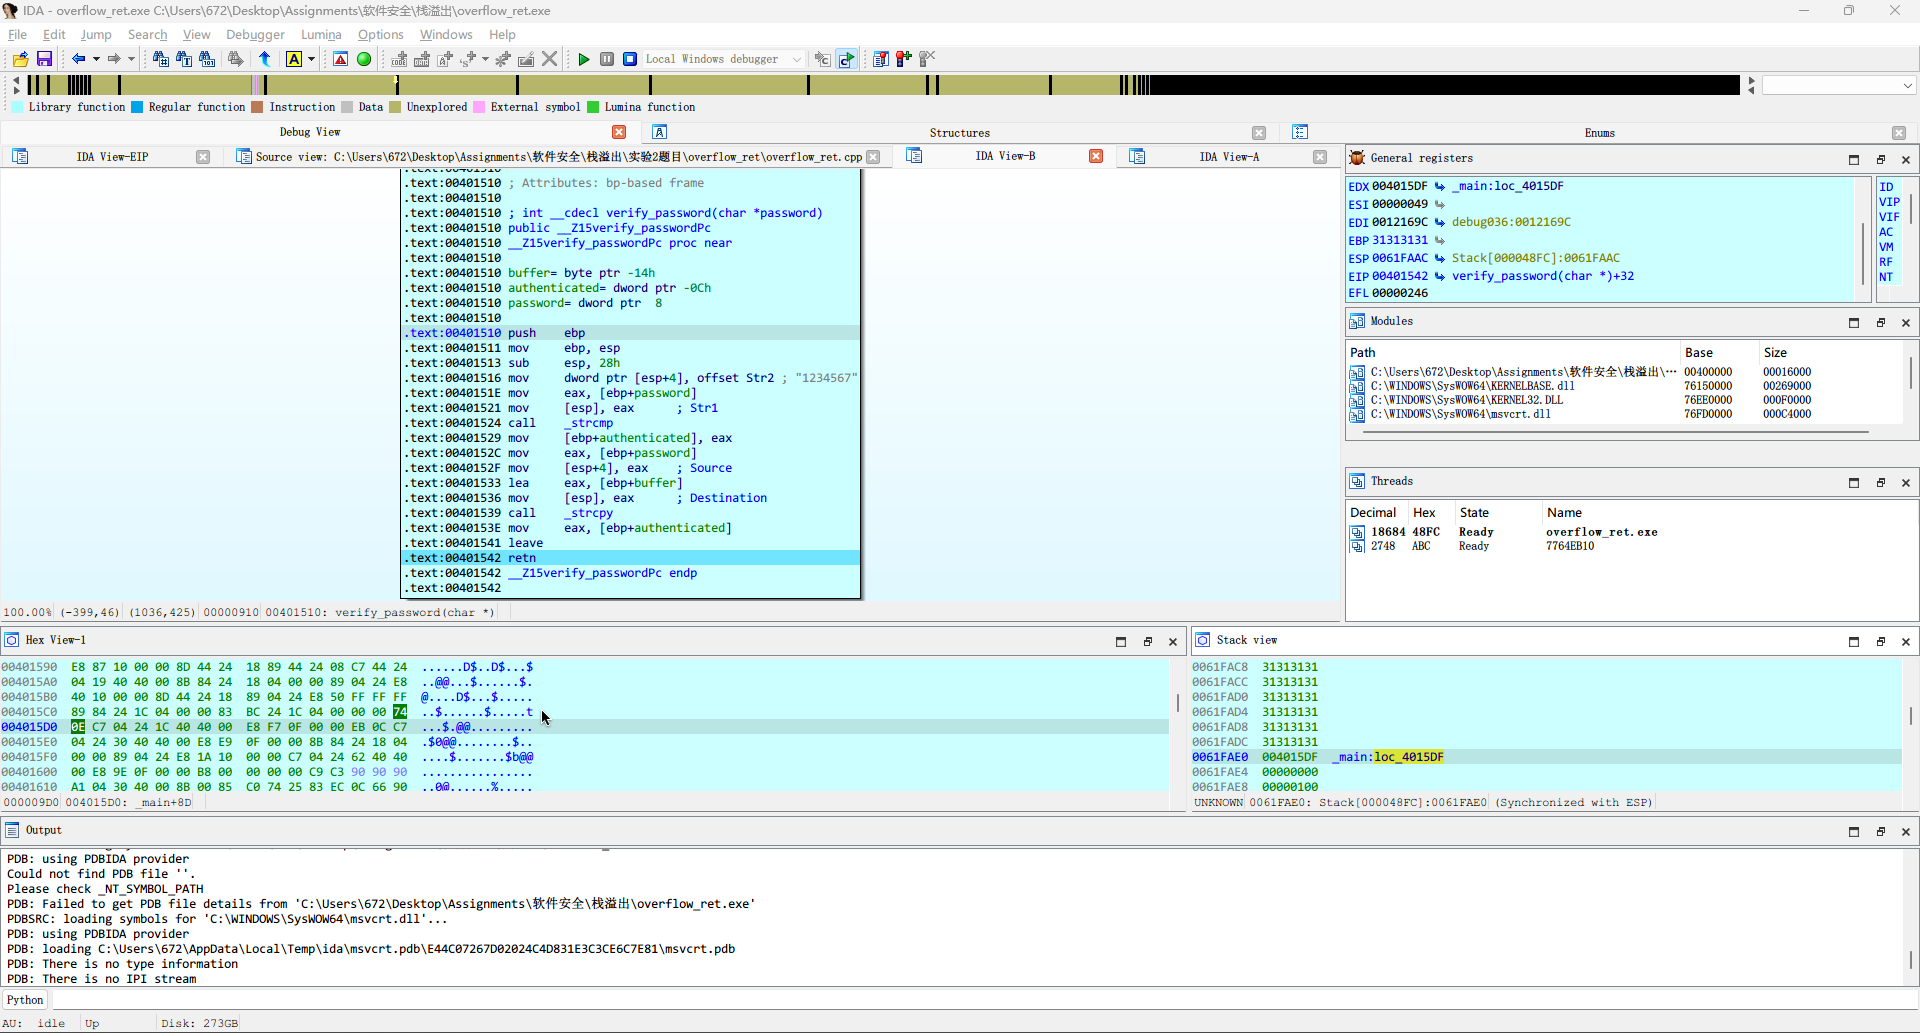 IDA - overflow_ret.exe C:\Users\672\Desktop\Assignments\软件安全\栈溢出\overflow_ret.exe
File Edit Jump Search View Debugger Lumina Options Windows Help
Local Windows debugger
Library function Regular function Instruction Data Unexplored External symbol Lumina function
Debug View Structures Enums
IDA View-EIP Source view: C:\Users\672\Desktop\Assignments\软件安全\栈溢出\实验2题目\overflow_ret\overflow_ret.cpp IDA View-B IDA View-A
.text:00401510 ; Attributes: bp-based frame
.text:00401510
.text:00401510 ; int __cdecl verify_password(char *password)
.text:00401510 public __Z15verify_passwordPc
.text:00401510 __Z15verify_passwordPc proc near
.text:00401510
.text:00401510 buffer= byte ptr -14h
.text:00401510 authenticated= dword ptr -0Ch
.text:00401510 password= dword ptr  8
.text:00401510
.text:00401510 push    ebp
.text:00401511 mov     ebp, esp
.text:00401513 sub     esp, 28h
.text:00401516 mov     dword ptr [esp+4], offset Str2 ; "1234567"
.text:0040151E mov     eax, [ebp+password]
.text:00401521 mov     [esp], eax      ; Str1
.text:00401524 call    _strcmp
.text:00401529 mov     [ebp+authenticated], eax
.text:0040152C mov     eax, [ebp+password]
.text:0040152F mov     [esp+4], eax    ; Source
.text:00401533 lea     eax, [ebp+buffer]
.text:00401536 mov     [esp], eax      ; Destination
.text:00401539 call    _strcpy
.text:0040153E mov     eax, [ebp+authenticated]
.text:00401541 leave
.text:00401542 retn
.text:00401542 __Z15verify_passwordPc endp
.text:00401542
100.00% (-399,46) (1036,425) 00000910 00401510: verify_password(char *)
General registers
EDX 004015DF _main:loc_4015DF
ESI 00000049
EDI 0012169C debug036:0012169C
EBP 31313131
ESP 0061FAAC Stack[000048FC]:0061FAAC
EIP 00401542 verify_password(char *)+32
EFL 00000246
ID
VIP
VIF
AC
VM
RF
NT
Modules
Path Base Size
C:\Users\672\Desktop\Assignments\软件安全\栈溢出\··· 00400000 00016000
C:\WINDOWS\SysWOW64\KERNELBASE.dll 76150000 00269000
C:\WINDOWS\SysWOW64\KERNEL32.DLL 76EE0000 000F0000
C:\WINDOWS\SysWOW64\msvcrt.dll 76FD0000 000C4000
Threads
Decimal Hex State Name
18684 48FC Ready overflow_ret.exe
2748 ABC Ready 7764EB10
Hex View-1
00401590 E8 87 10 00 00 8D 44 24 18 89 44 24 08 C7 44 24 ......D$..D$...$
004015A0 04 19 40 40 00 8B 84 24 18 04 00 00 89 04 24 E8 ..@@...$......$.
004015B0 40 10 00 00 8D 44 24 18 89 04 24 E8 50 FF FF FF @....D$...$.....
004015C0 89 84 24 1C 04 00 00 83 BC 24 1C 04 00 00 00 74 ..$......$.....t
004015D0 0E C7 04 24 1C 40 40 00 E8 F7 0F 00 00 EB 0C C7 ...$.@@.........
004015E0 04 24 30 40 40 00 E8 E9 0F 00 00 8B 84 24 18 04 .$0@@........$..
004015F0 00 00 89 04 24 E8 1A 10 00 00 C7 04 24 62 40 40 ....$.......$b@@
00401600 00 E8 9E 0F 00 00 B8 00 00 00 00 C9 C3 90 90 90 ................
00401610 A1 04 30 40 00 8B 00 85 C0 74 25 83 EC 0C 66 90 ..0@.....t%...f.
000009D0 004015D0: _main+8D
Stack view
0061FAC8 31313131
0061FACC 31313131
0061FAD0 31313131
0061FAD4 31313131
0061FAD8 31313131
0061FADC 31313131
0061FAE0 004015DF _main:loc_4015DF
0061FAE4 00000000
0061FAE8 00000100
UNKNOWN 0061FAE0: Stack[000048FC]:0061FAE0 (Synchronized with ESP)
Output
PDB: using PDBIDA provider
Could not find PDB file ''.
Please check _NT_SYMBOL_PATH
PDB: Failed to get PDB file details from 'C:\Users\672\Desktop\Assignments\软件安全\栈溢出\overflow_ret.exe'
PDBSRC: loading symbols for 'C:\WINDOWS\SysWOW64\msvcrt.dll'...
PDB: using PDBIDA provider
PDB: loading C:\Users\672\AppData\Local\Temp\ida\msvcrt.pdb\E44C07267D02024C4D831E3C3CE6C7E81\msvcrt.pdb
PDB: There is no type information
PDB: There is no IPI stream
Python
AU: idle Up Disk: 273GB